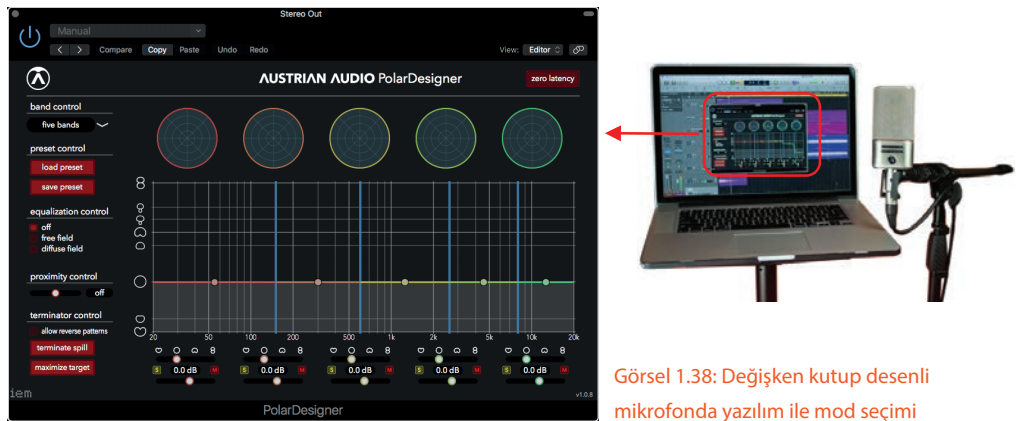 Stereo Out
Manual
Compare Copy Paste Undo Redo View: Editor
AUSTRIAN AUDIO PolarDesigner zero latency
band control
five bands
preset control
load preset
save preset
equalization control
off
free field
diffuse field
proximity control
off
terminator control
allow reverse patterns
terminate spill
maximize target
20 50 100 200 500 1k 2k 5k 10k 20k
S 0.0 dB M S 0.0 dB M S 0.0 dB M S 0.0 dB M S 0.0 dB M
iem v1.0.8
PolarDesigner
Görsel 1.38: Değişken kutup desenli
mikrofonda yazılım ile mod seçimi